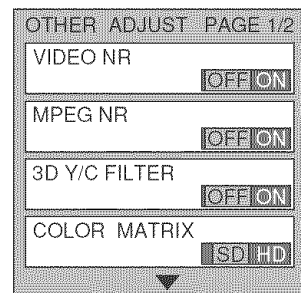 OTHER ADJUST PAGE 1/2
VIDEO NR
OFF ON
MPEG NR
OFF ON
3D Y/C FILTER
OFF ON
COLOR MATRIX
SD HD